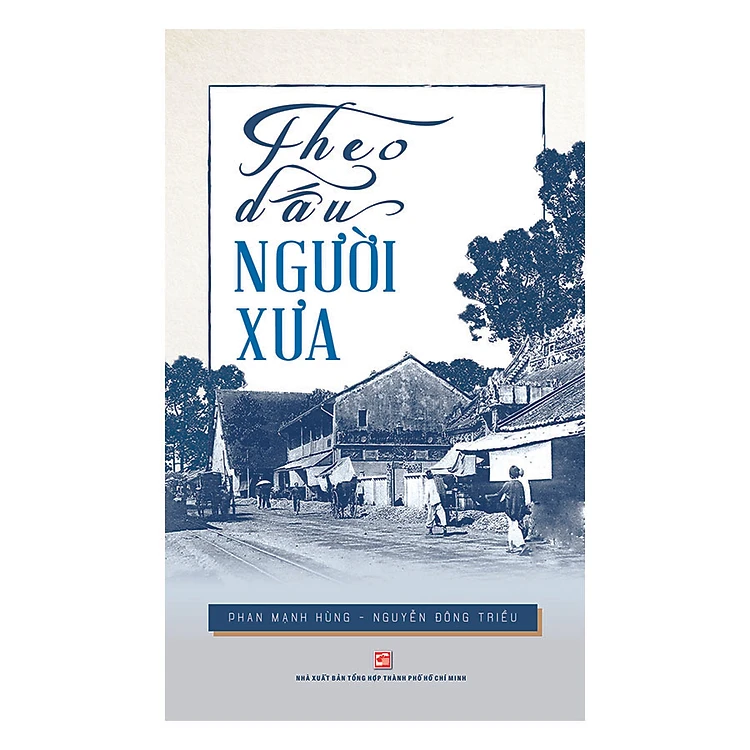 Theo
dấu
NGƯỜI
XƯA
PHAN MẠNH HÙNG - NGUYỄN ĐÔNG TRIỀU
NHÀ XUẤT BẢN TỔNG HỢP THÀNH PHỐ HỒ CHÍ MINH